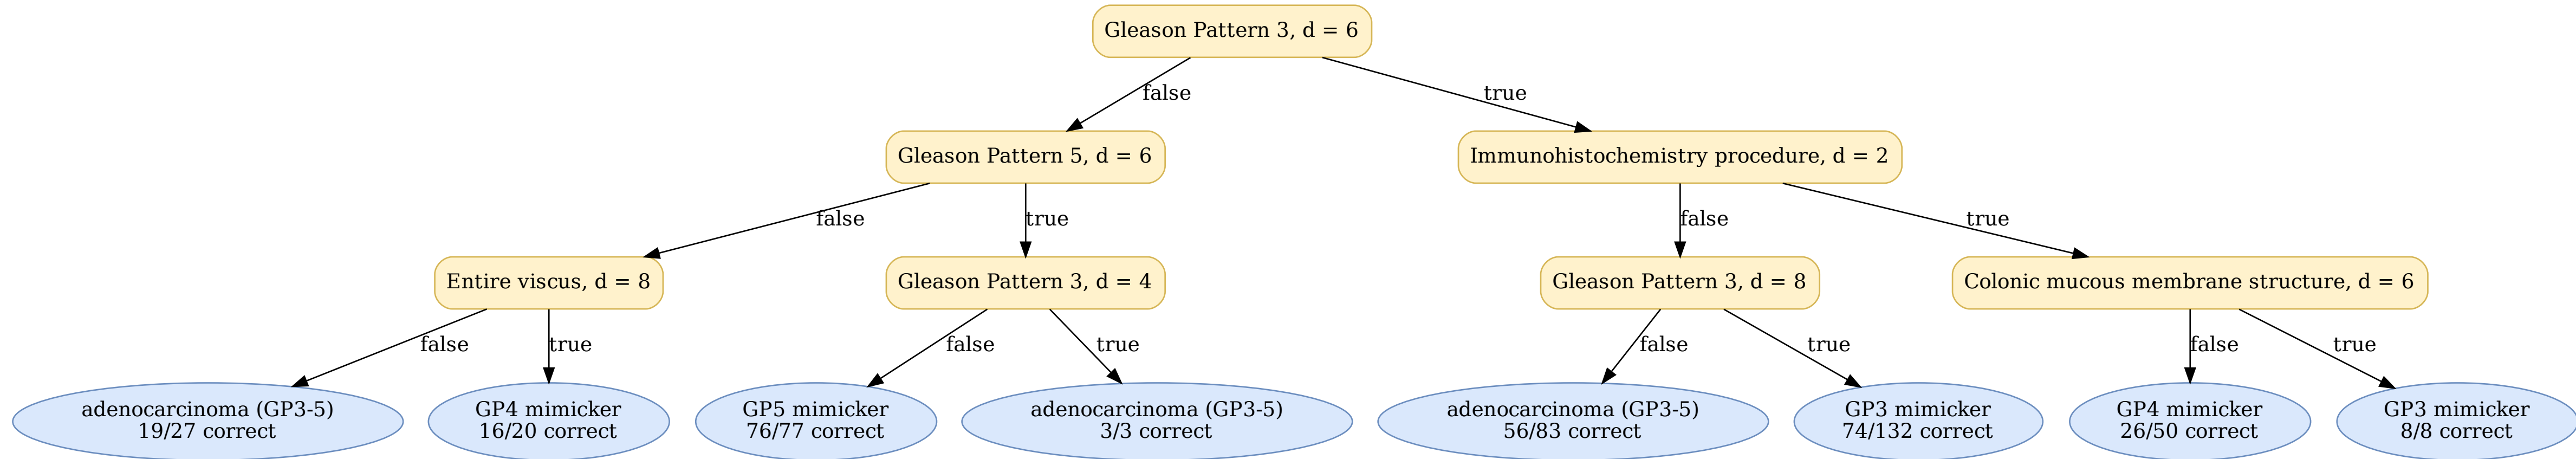 Gleason Pattern 3, d = 6
false
true
Gleason Pattern 5, d = 6
Immunohistochemistry procedure, d = 2
false
true
false
true
Entire viscus, d = 8
Gleason Pattern 3, d = 4
Gleason Pattern 3, d = 8
Colonic mucous membrane structure, d = 6
false
true
false
true
false
true
false
true
adenocarcinoma (GP3-5)
19/27 correct
GP4 mimicker
16/20 correct
GP5 mimicker
76/77 correct
adenocarcinoma (GP3-5)
3/3 correct
adenocarcinoma (GP3-5)
56/83 correct
GP3 mimicker
74/132 correct
GP4 mimicker
26/50 correct
GP3 mimicker
8/8 correct